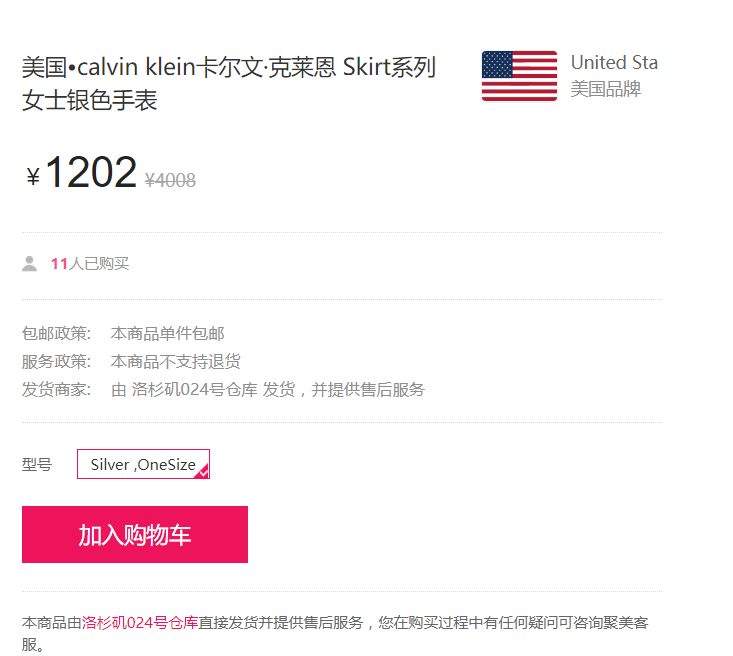 美国•calvin klein卡尔文·克莱恩 Skirt系列
女士银色手表
United Sta
美国品牌
¥1202 ¥4008
11人已购买
包邮政策: 本商品单件包邮
服务政策: 本商品不支持退货
发货商家: 由 洛杉矶024号仓库 发货，并提供售后服务
型号 Silver ,OneSize
加入购物车
本商品由洛杉矶024号仓库直接发货并提供售后服务，您在购买过程中有任何疑问可咨询聚美客
服。